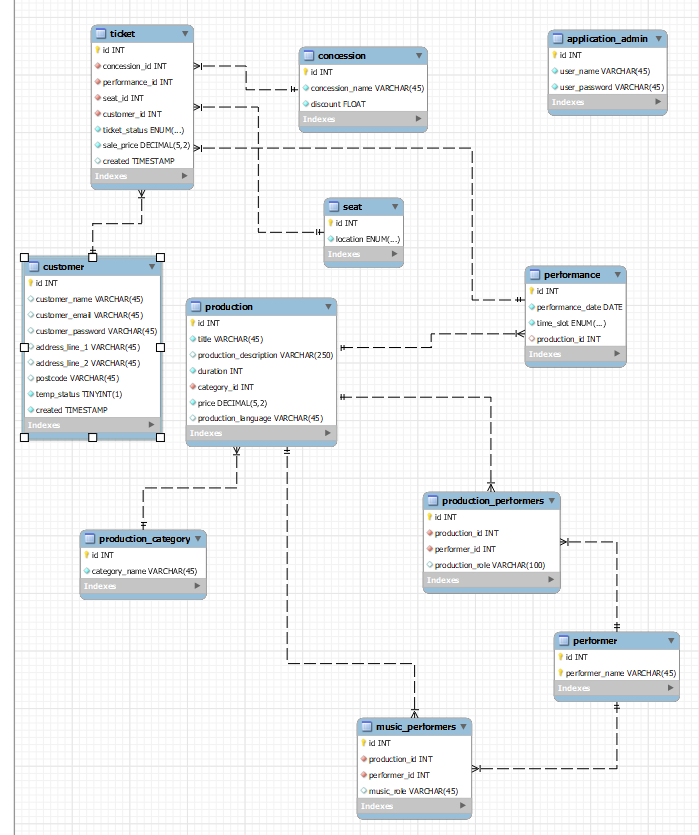 ticket
id INT
concession_id INT
performance_id INT
seat_id INT
customer_id INT
ticket_status ENUM(...)
sale_price DECIMAL(5,2)
created TIMESTAMP
Indexes
concession
id INT
concession_name VARCHAR(45)
discount FLOAT
Indexes
application_admin
id INT
user_name VARCHAR(45)
user_password VARCHAR(45)
Indexes
seat
id INT
location ENUM(...)
Indexes
customer
id INT
customer_name VARCHAR(45)
customer_email VARCHAR(45)
customer_password VARCHAR(45)
address_line_1 VARCHAR(45)
address_line_2 VARCHAR(45)
postcode VARCHAR(45)
temp_status TINYINT(1)
created TIMESTAMP
Indexes
production
id INT
title VARCHAR(45)
production_description VARCHAR(250)
duration INT
category_id INT
price DECIMAL(5,2)
production_language VARCHAR(45)
Indexes
performance
id INT
performance_date DATE
time_slot ENUM(...)
production_id INT
Indexes
production_category
id INT
category_name VARCHAR(45)
Indexes
production_performers
id INT
production_id INT
performer_id INT
production_role VARCHAR(100)
Indexes
performer
id INT
performer_name VARCHAR(45)
Indexes
music_performers
id INT
production_id INT
performer_id INT
music_role VARCHAR(45)
Indexes